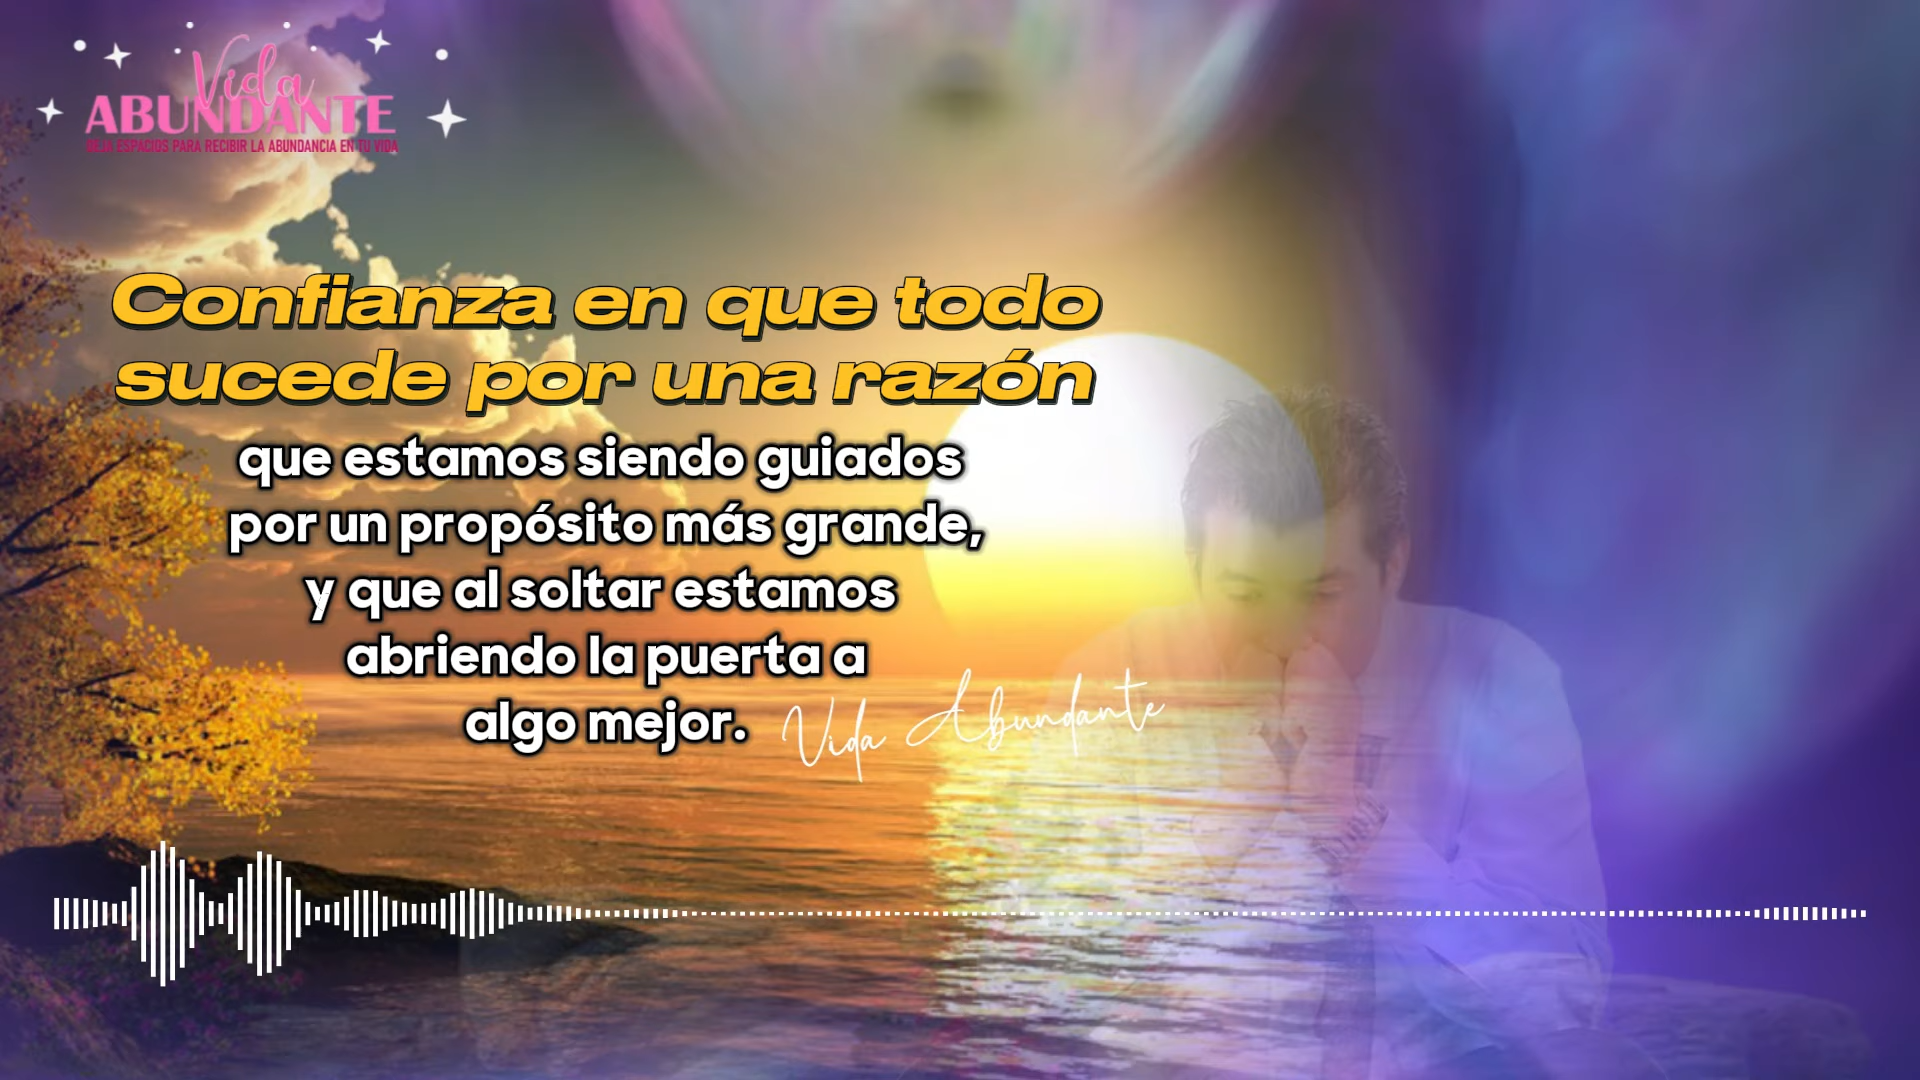 Vida
ABUNDANTE
DEJA ESPACIOS PARA RECIBIR LA ABUNDANCIA EN TU VIDA
Confianza en que todo
sucede por una razón
que estamos siendo guiados
por un propósito más grande,
y que al soltar estamos
abriendo la puerta a
algo mejor.
Vida Abundante